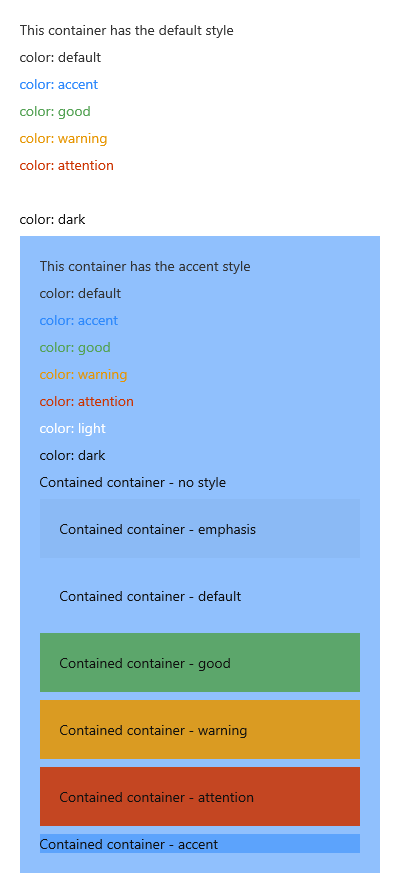 This container has the default style
color: default
color: accent
color: good
color: warning
color: attention
color: dark
This container has the accent style
color: default
color: accent
color: good
color: warning
color: attention
color: light
color: dark
Contained container - no style
Contained container - emphasis
Contained container - default
Contained container - good
Contained container - warning
Contained container - attention
Contained container - accent